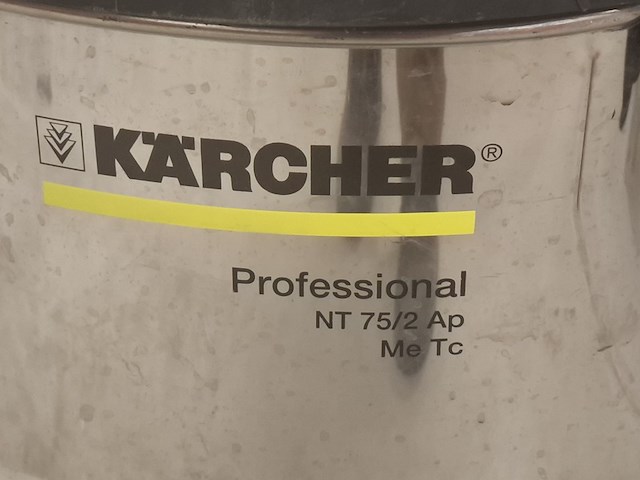 KÄRCHER®
Professional
NT 75/2 Ap
Me Tc